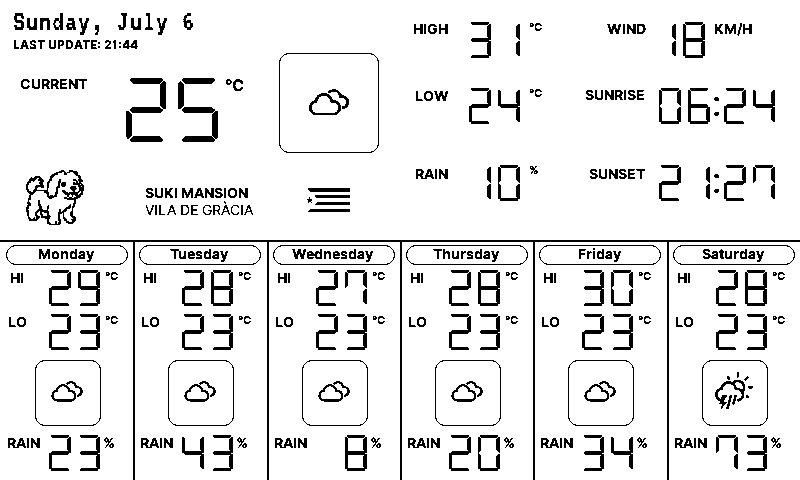 Sunday, July 6
LAST UPDATE: 21:44
CURRENT 25 °C
SUKI MANSION
VILA DE GRÀCIA
HIGH 31 °C
LOW 24 °C
RAIN 10 %
WIND 18 KM/H
SUNRISE 06:24
SUNSET 21:27
Monday
HI 29 °C
LO 23 °C
RAIN 23 %
Tuesday
HI 28 °C
LO 23 °C
RAIN 43 %
Wednesday
HI 27 °C
LO 23 °C
RAIN 8 %
Thursday
HI 28 °C
LO 23 °C
RAIN 20 %
Friday
HI 30 °C
LO 23 °C
RAIN 34 %
Saturday
HI 28 °C
LO 23 °C
RAIN 73 %